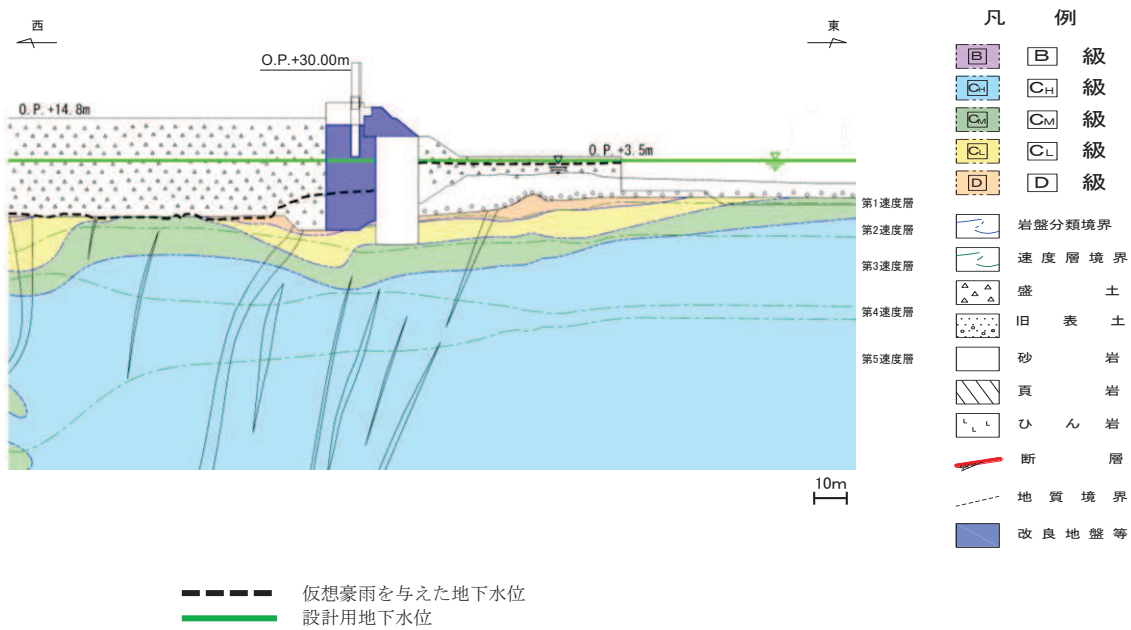 西
東
凡 例
O.P.+30.00m
O.P.+14.8m
O.P.+3.5m
第1速度層
第2速度層
第3速度層
第4速度層
第5速度層
10m
B B 級
CH CH 級
CM CM 級
CL CL 級
D D 級
岩盤分類境界
速度層境界
盛土
旧表土
砂岩
頁岩
ひん岩
断層
地質境界
改良地盤等
仮想豪雨を与えた地下水位
設計用地下水位